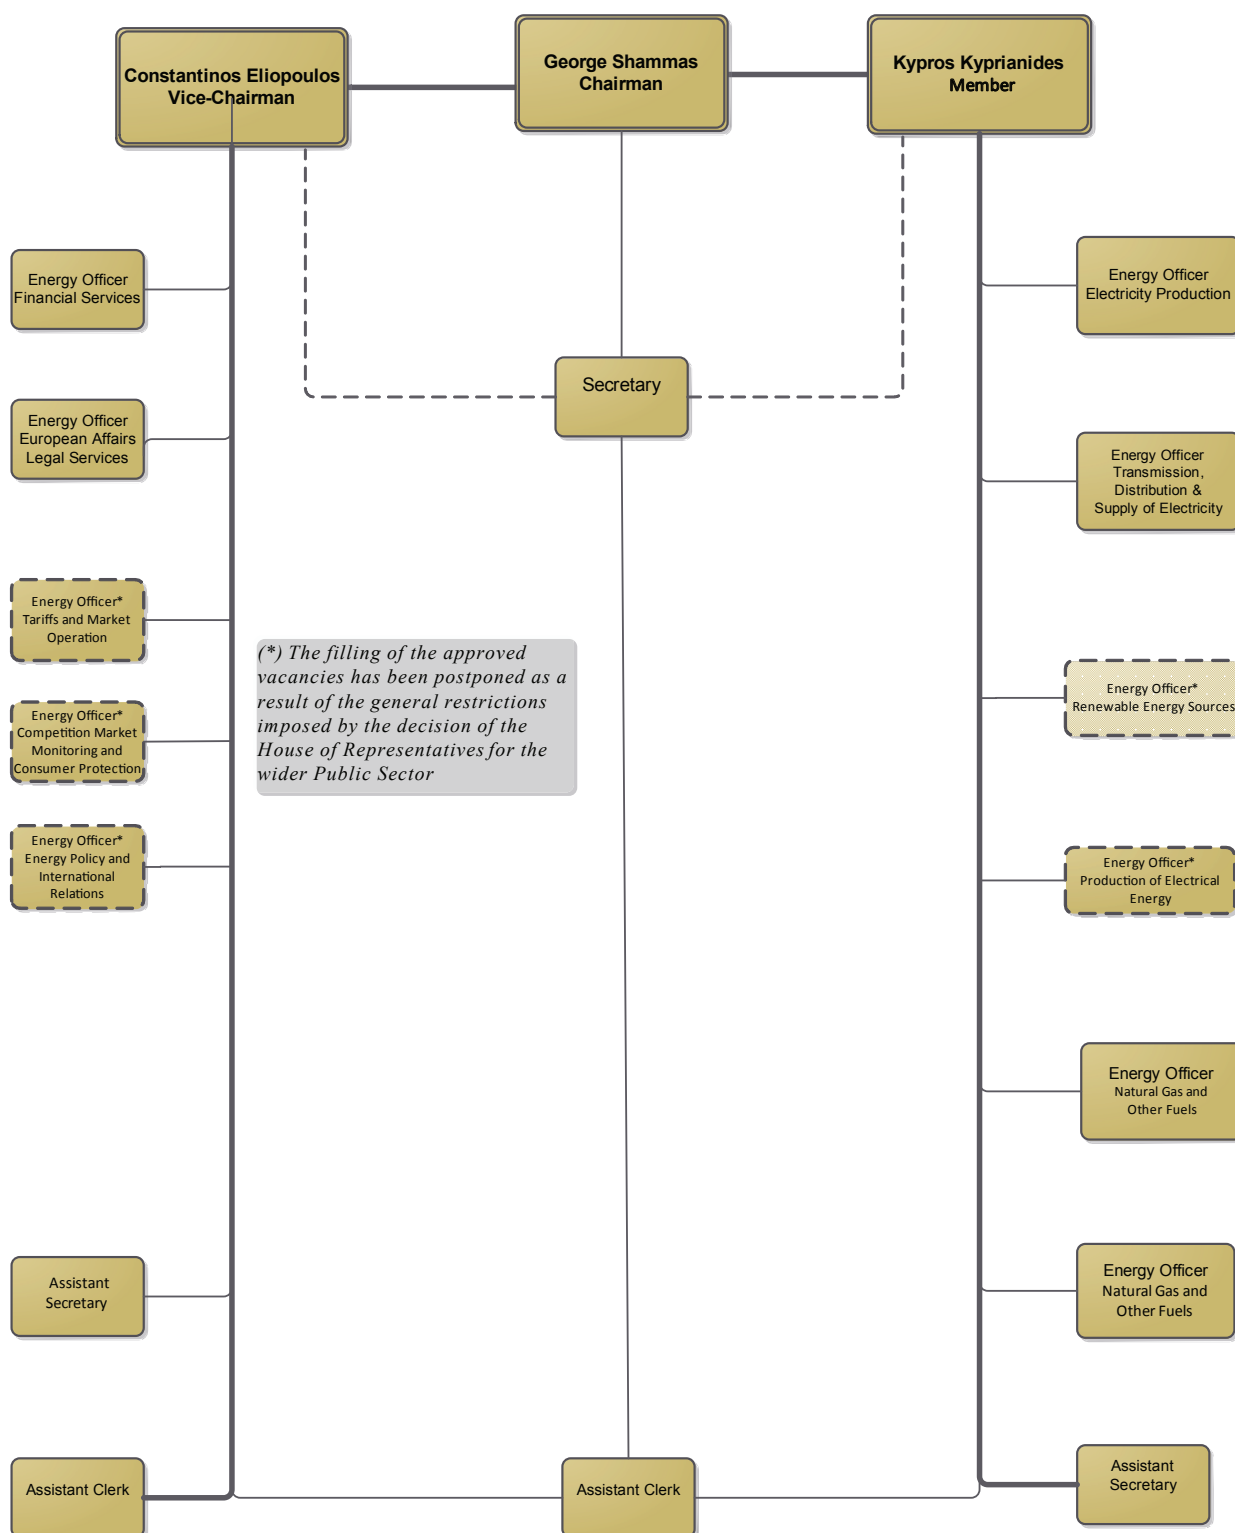 Constantinos Eliopoulos
Vice-Chairman
George Shammas
Chairman
Kypros Kyprianides
Member
Energy Officer
Financial Services
Energy Officer
Electricity Production
Secretary
Energy Officer
European Affairs
Legal Services
Energy Officer
Transmission,
Distribution &
Supply of Electricity
Energy Officer*
Tariffs and Market
Operation
(*) The filling of the approved
vacancies has been postponed as a
result of the general restrictions
imposed by the decision of the
House of Representatives for the
wider Public Sector
Energy Officer*
Renewable Energy Sources
Energy Officer*
Competition Market
Monitoring and
Consumer Protection
Energy Officer*
Energy Policy and
International
Relations
Energy Officer*
Production of Electrical
Energy
Energy Officer
Natural Gas and
Other Fuels
Assistant
Secretary
Energy Officer
Natural Gas and
Other Fuels
Assistant Clerk
Assistant Clerk
Assistant
Secretary